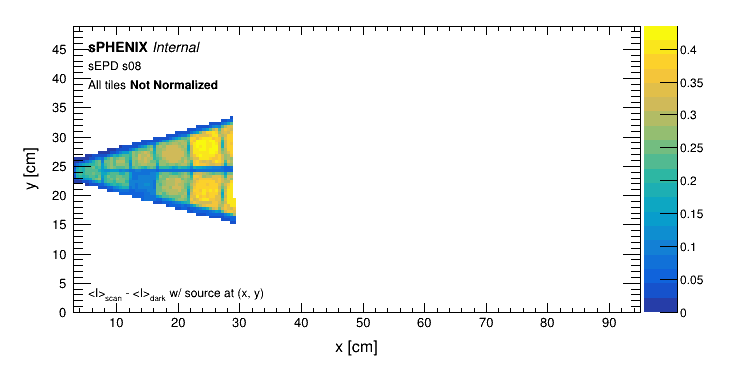 sPHENIX Internal
sEPD s08
All tiles Not Normalized
<I>scan - <I>dark w/ source at (x, y)
y [cm]
45
40
35
30
25
20
15
10
5
0
10 20 30 40 50 60 70 80 90
x [cm]
0.4
0.35
0.3
0.25
0.2
0.15
0.1
0.05
0